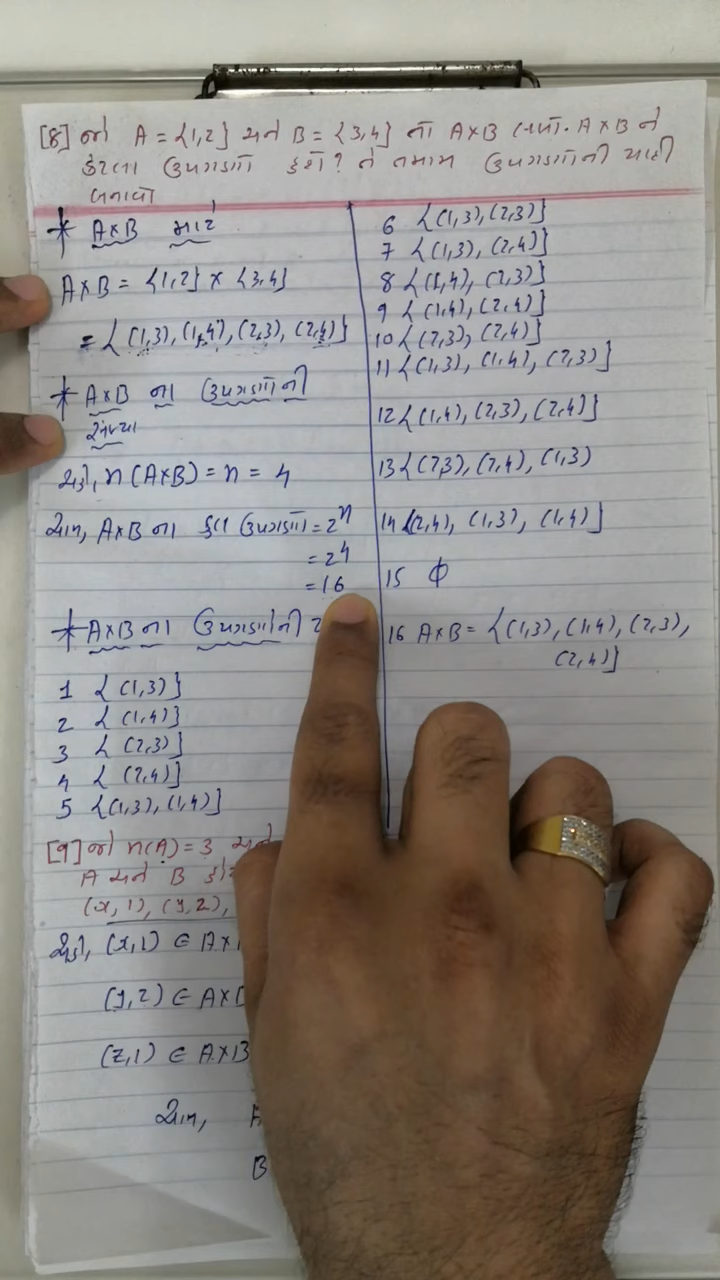 [8] જો A = {1,2} અને B = {3,4} તો A×B લખો. A×B ને
કેટલા ઉપગણો હશે? તે તમામ ઉપગણોની યાદી
બનાવો
* A×B માટે
A×B = {1,2} × {3,4}
= {(1,3), (1,4), (2,3), (2,4)}
* A×B ના ઉપગણોની
સંખ્યા
અહીં, n(A×B) = n = 4
આમ, A×B ના કુલ ઉપગણો = 2ⁿ
= 2⁴
= 16
* A×B ના ઉપગણોની
1 {(1,3)}
2 {(1,4)}
3 {(2,3)}
4 {(2,4)}
5 {(1,3), (1,4)}
6 {(1,3), (2,3)}
7 {(1,3), (2,4)}
8 {(1,4), (2,3)}
9 {(1,4), (2,4)}
10 {(2,3), (2,4)}
11 {(1,3), (1,4), (2,3)}
12 {(1,4), (2,3), (2,4)}
13 {(2,3), (2,4), (1,3)
14 {(2,4), (1,3), (1,4)}
15 ϕ
16 A×B = {(1,3), (1,4), (2,3),
(2,4)}
[9] જો n(A) = 3 અને
A અને B
(x,1), (y,2),
અહીં, (x,1) ∈ A×
(y,2) ∈ A×
(z,1) ∈ A×B
આમ, A
B